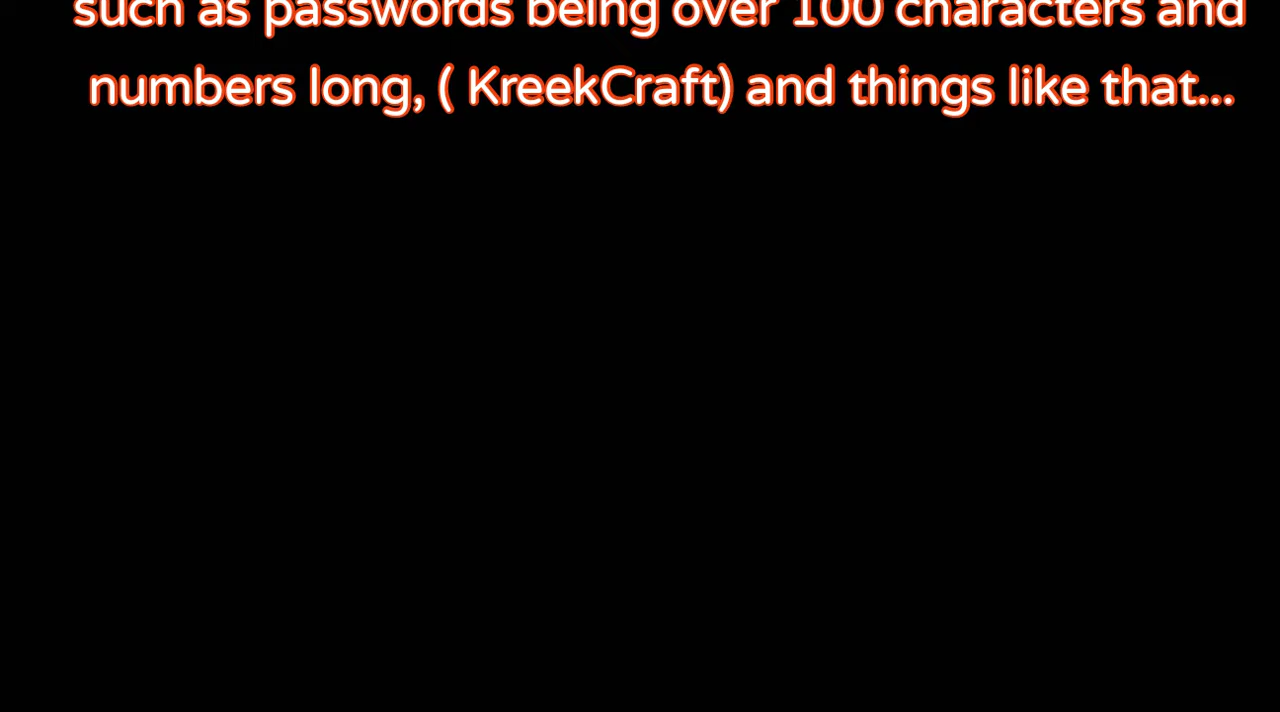 such as passwords being over 100 characters and
numbers long, ( KreekCraft) and things like that...